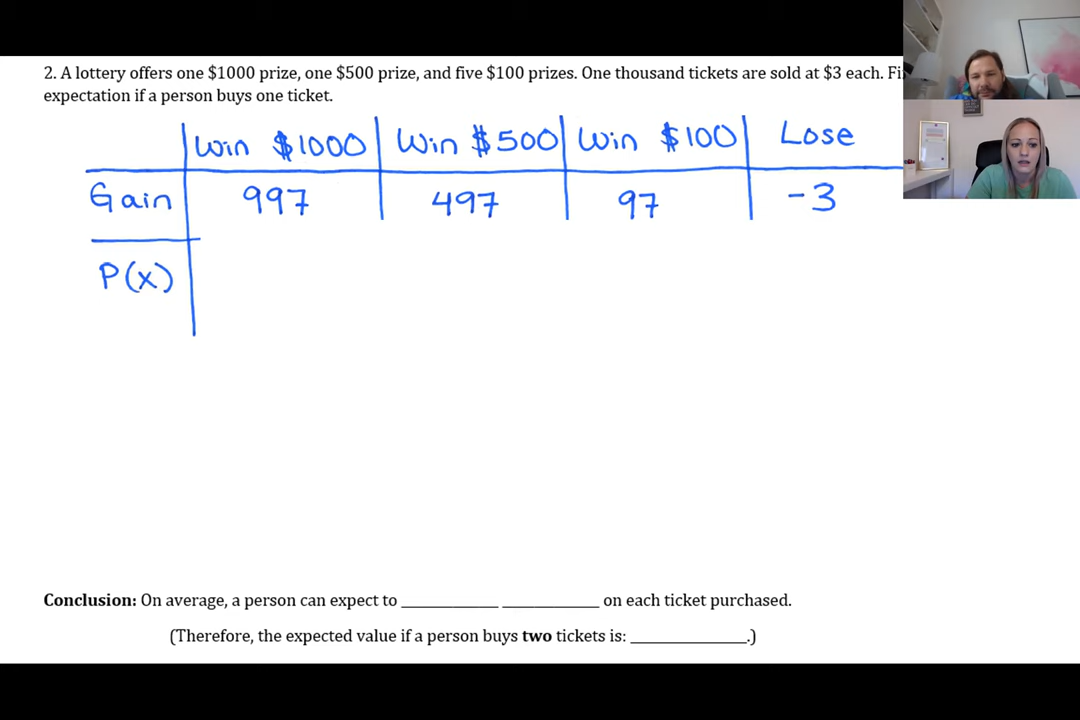 2. A lottery offers one $1000 prize, one $500 prize, and five $100 prizes. One thousand tickets are sold at $3 each.
expectation if a person buys one ticket.
Win $1000 Win $500 Win $100 Lose
Gain 997 497 97 -3
P(x)
Conclusion: On average, a person can expect to __________ __________ on each ticket purchased.
(Therefore, the expected value if a person buys two tickets is: ____________.)